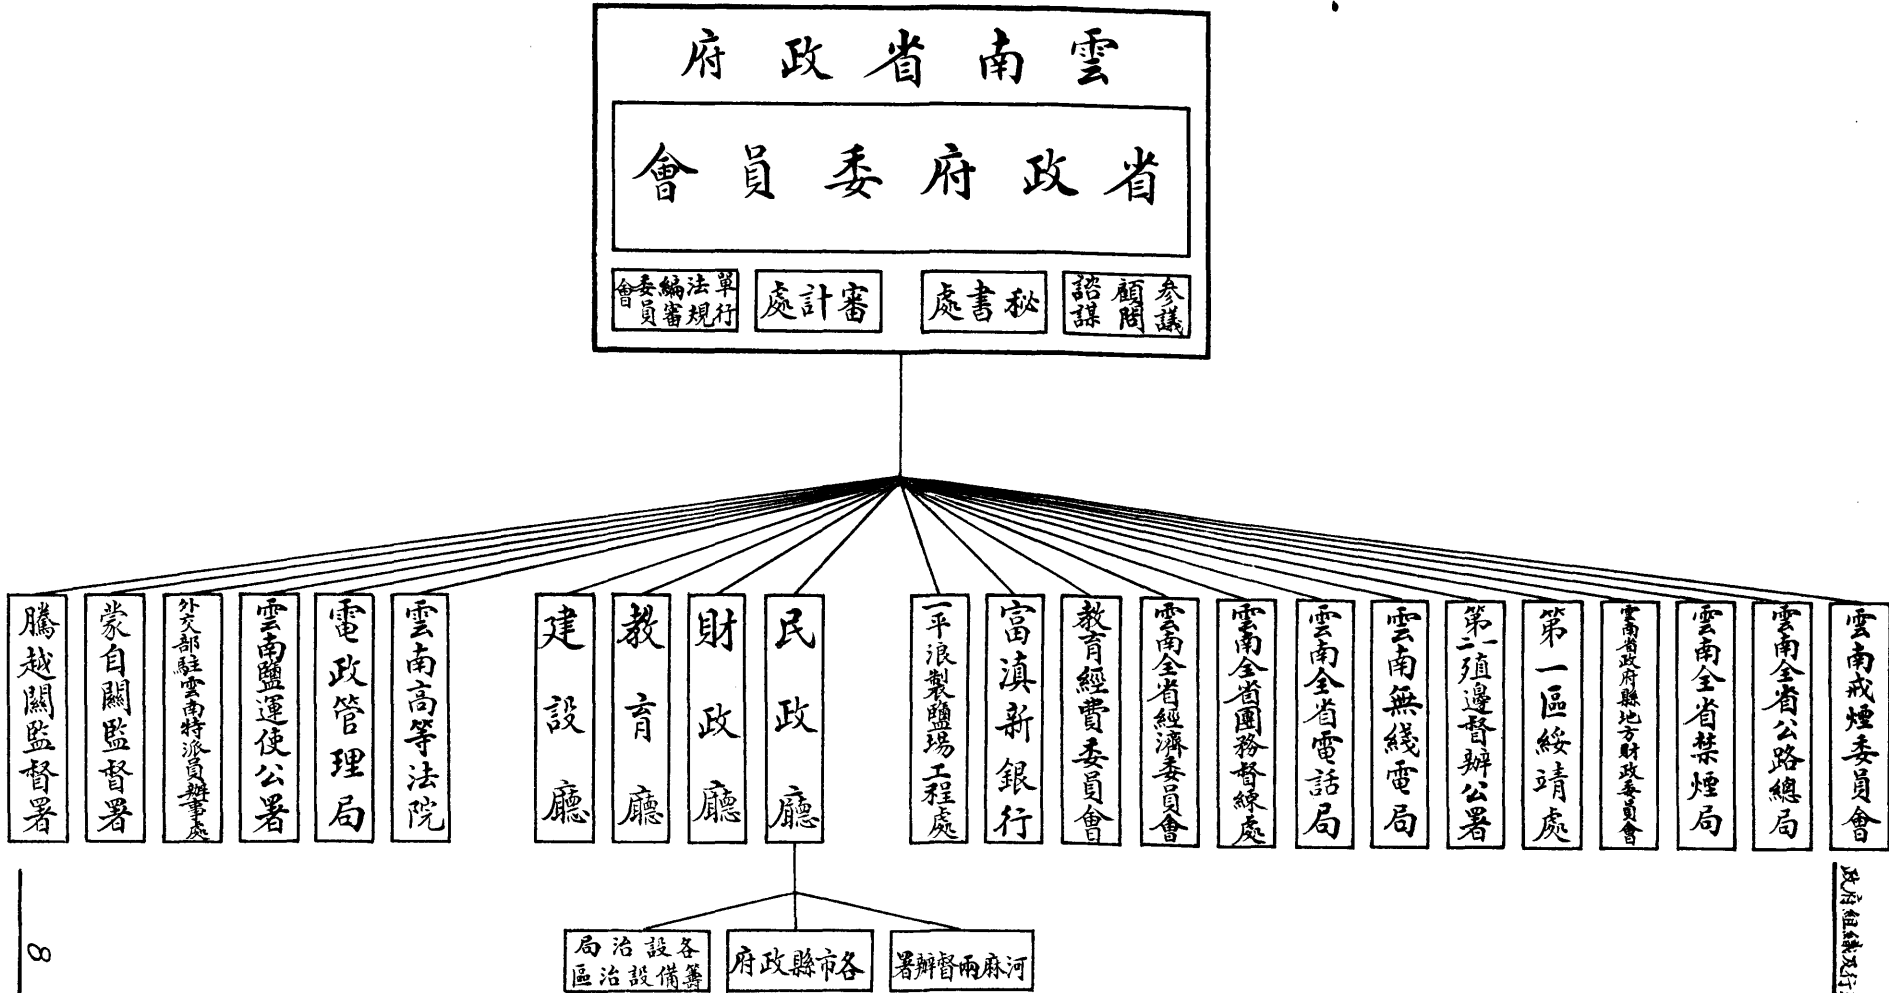 雲南省政府
省政府委員會
参議
顧問
諮謀
秘書處
審計處
單行
法規
編審
委員
會
雲南戒煙委員會
雲南全省公路總局
雲南全省禁煙局
雲南省政府縣地方財政委員會
第一區綏靖處
第一二殖邊督辦公署
雲南無綫電局
雲南全省電話局
雲南全省團務督練處
雲南全省經濟委員會
教育經費委員會
富滇新銀行
一平浪製鹽場工程處
民政廳
財政廳
教育廳
建設廳
雲南高等法院
電政管理局
雲南鹽運使公署
外交部駐雲南特派員辦事處
蒙自關監督署
騰越關監督署
河麻兩督辦署
各市縣政府
各設治局
籌備設治區
政府組織及行
8